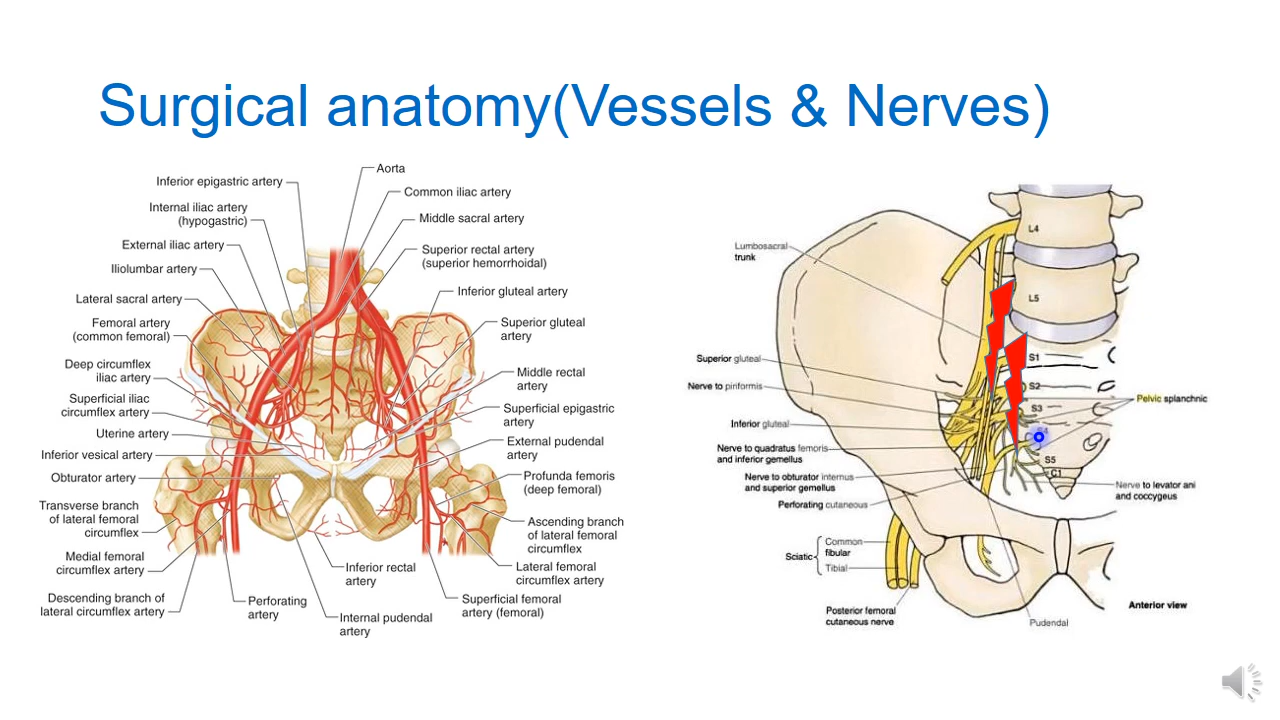 Surgical anatomy(Vessels & Nerves)
Aorta
Inferior epigastric artery
Common iliac artery
Internal iliac artery
(hypogastric)
Middle sacral artery
External iliac artery
Superior rectal artery
(superior hemorrhoidal)
Iliolumbar artery
Inferior gluteal artery
Lateral sacral artery
Femoral artery
(common femoral)
Superior gluteal
artery
Deep circumflex
iliac artery
Middle rectal
artery
Superficial iliac
circumflex artery
Superficial epigastric
artery
Uterine artery
External pudendal
artery
Inferior vesical artery
Obturator artery
Profunda femoris
(deep femoral)
Transverse branch
of lateral femoral
circumflex
Ascending branch
of lateral femoral
circumflex
Medial femoral
circumflex artery
Inferior rectal
artery
Lateral femoral
circumflex artery
Descending branch of
lateral circumflex artery
Perforating
artery
Internal pudendal
artery
Superficial femoral
artery (femoral)
L4
Lumbosacral
trunk
L5
S1
Superior gluteal
S2
Nerve to pinformis
Pelvic splanchnic
S3
Inferior gluteal
S4
Nerve to quadratus femoris
and inferior gemellus
S5
C1
Nerve to obturator internus
and superior gemellus
Nerve to levator ani
and coccygeus
Perforating cutaneous
Sciatic
Common
fibular
Tibial
Posterior femoral
cutaneous nerve
Anterior view
Pudendal